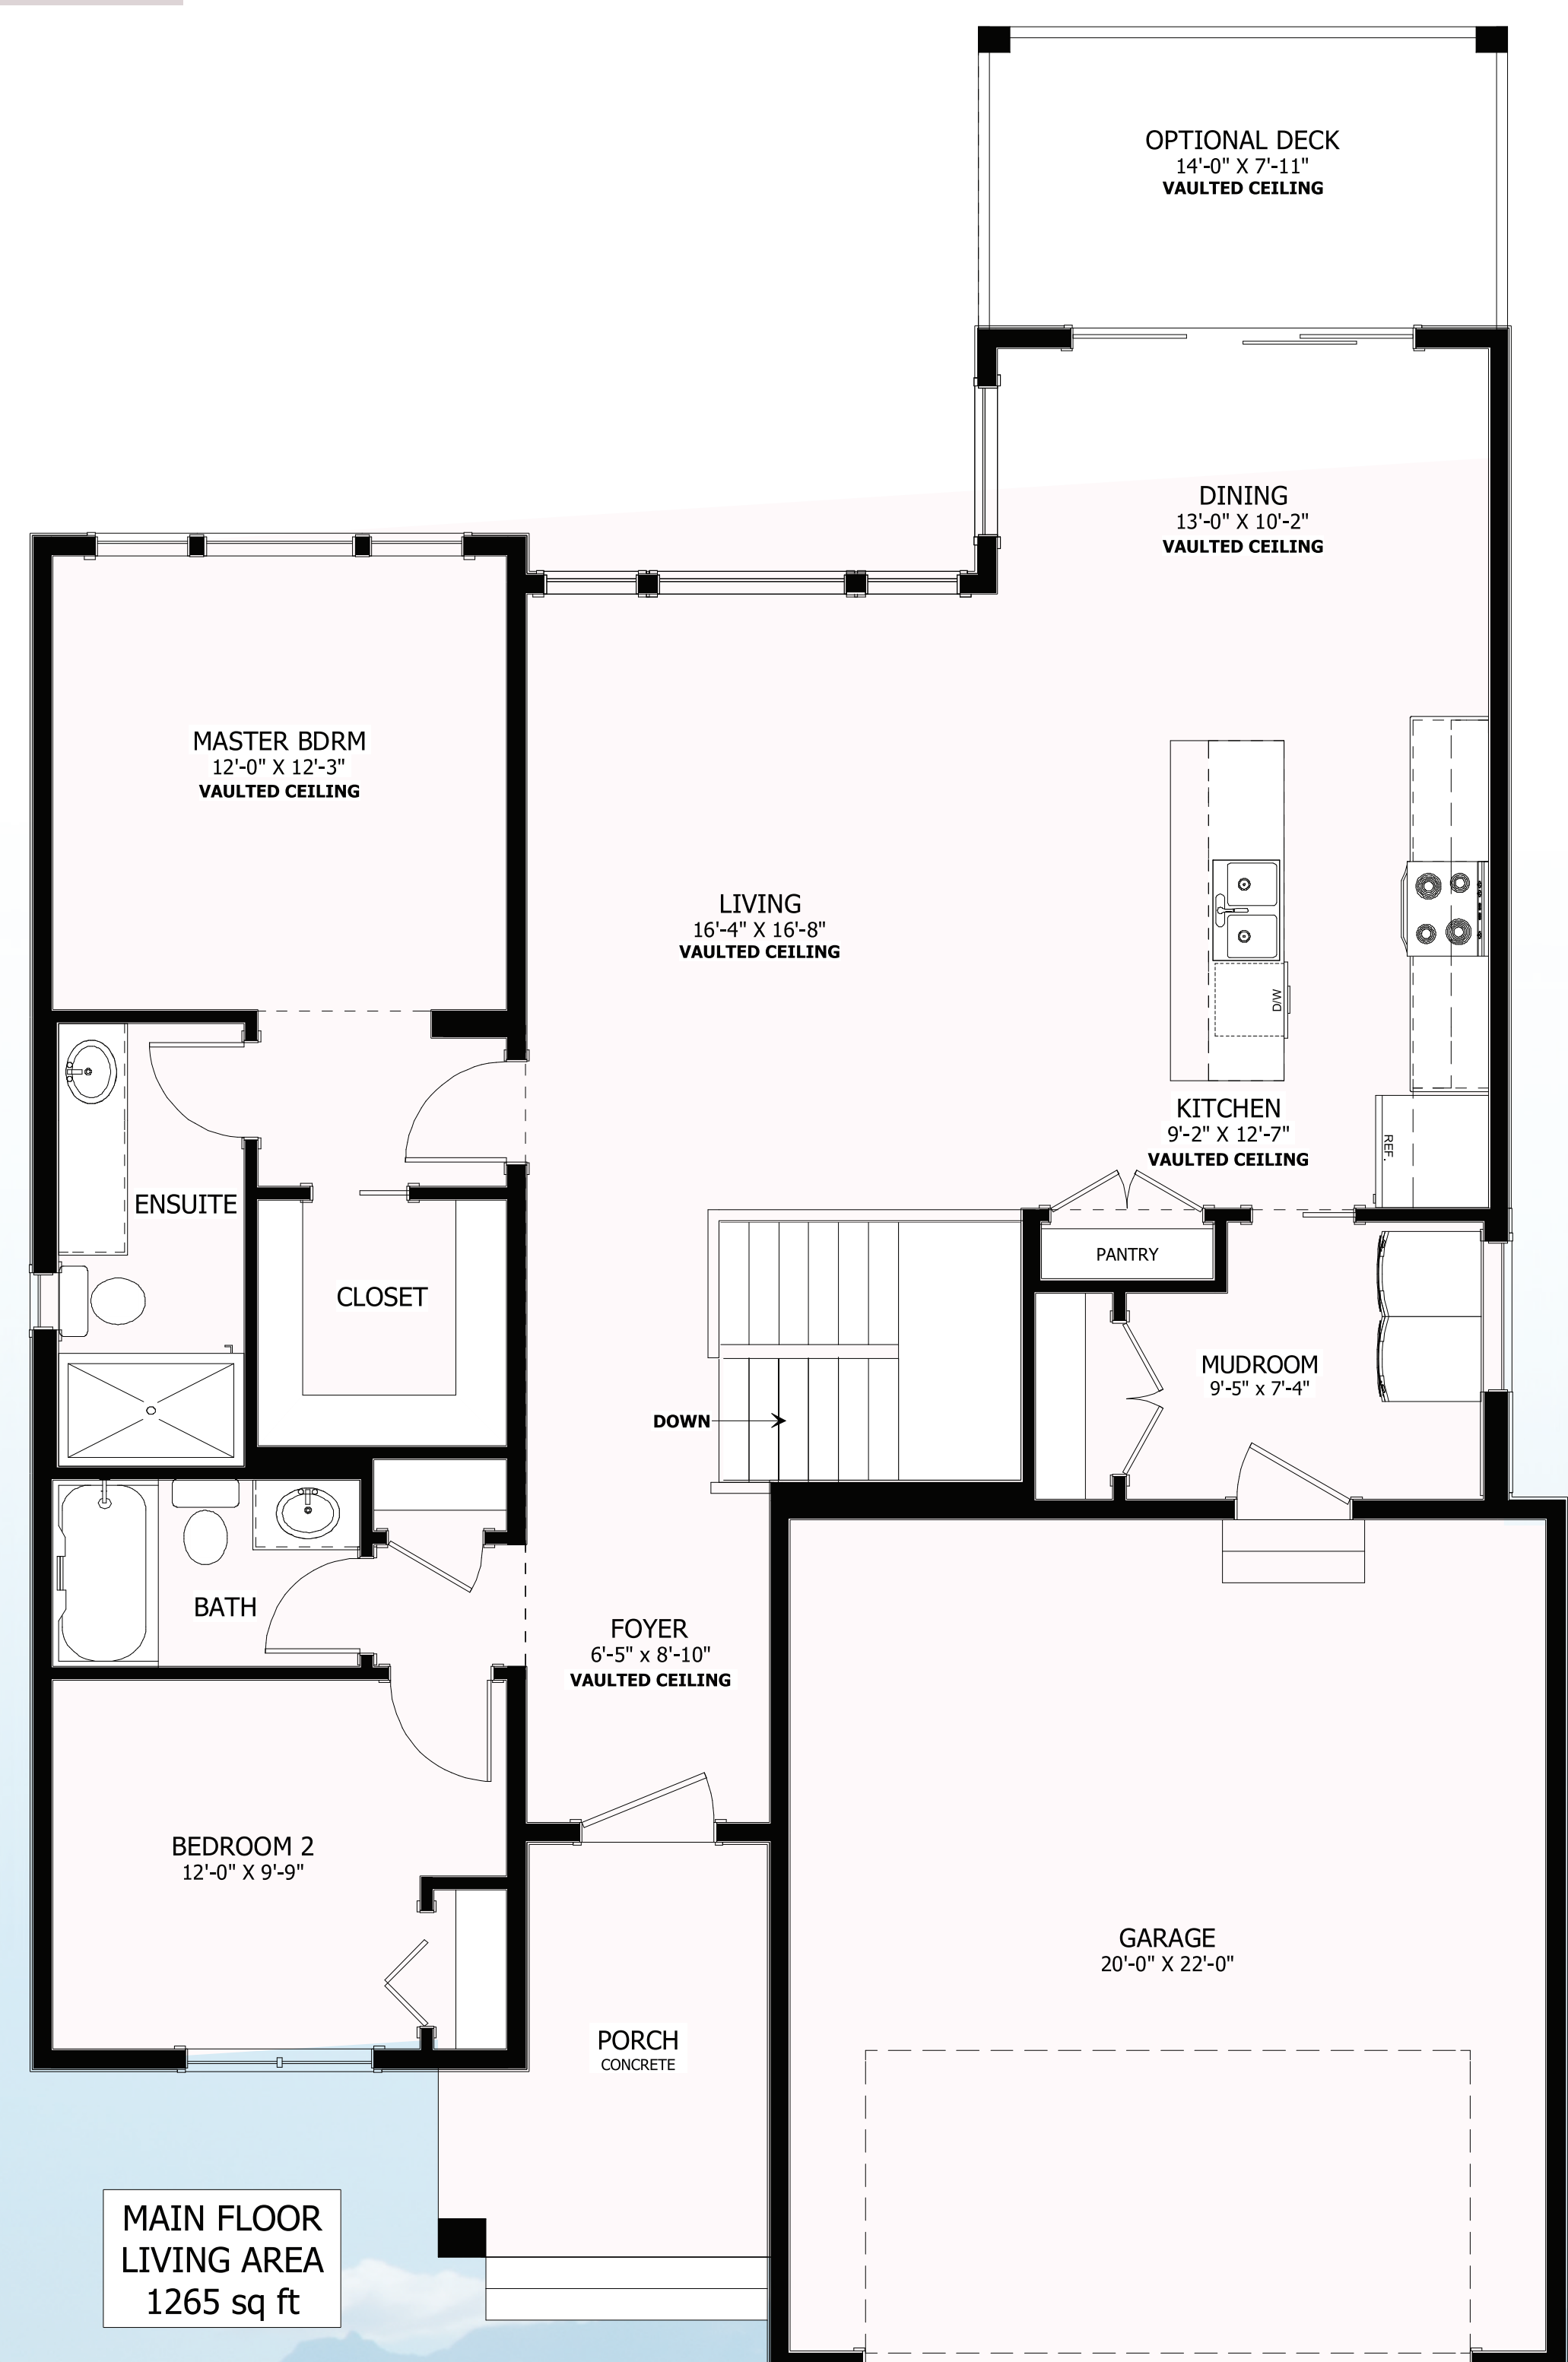 OPTIONAL DECK
14'-0" X 7'-11"
VAULTED CEILING
DINING
13'-0" X 10'-2"
VAULTED CEILING
MASTER BDRM
12'-0" X 12'-3"
VAULTED CEILING
LIVING
16'-4" X 16'-8"
VAULTED CEILING
D/W
KITCHEN
9'-2" X 12'-7"
VAULTED CEILING
REF.
ENSUITE
PANTRY
CLOSET
MUDROOM
9'-5" x 7'-4"
DOWN
BATH
FOYER
6'-5" x 8'-10"
VAULTED CEILING
BEDROOM 2
12'-0" X 9'-9"
GARAGE
20'-0" X 22'-0"
PORCH
CONCRETE
MAIN FLOOR
LIVING AREA
1265 sq ft